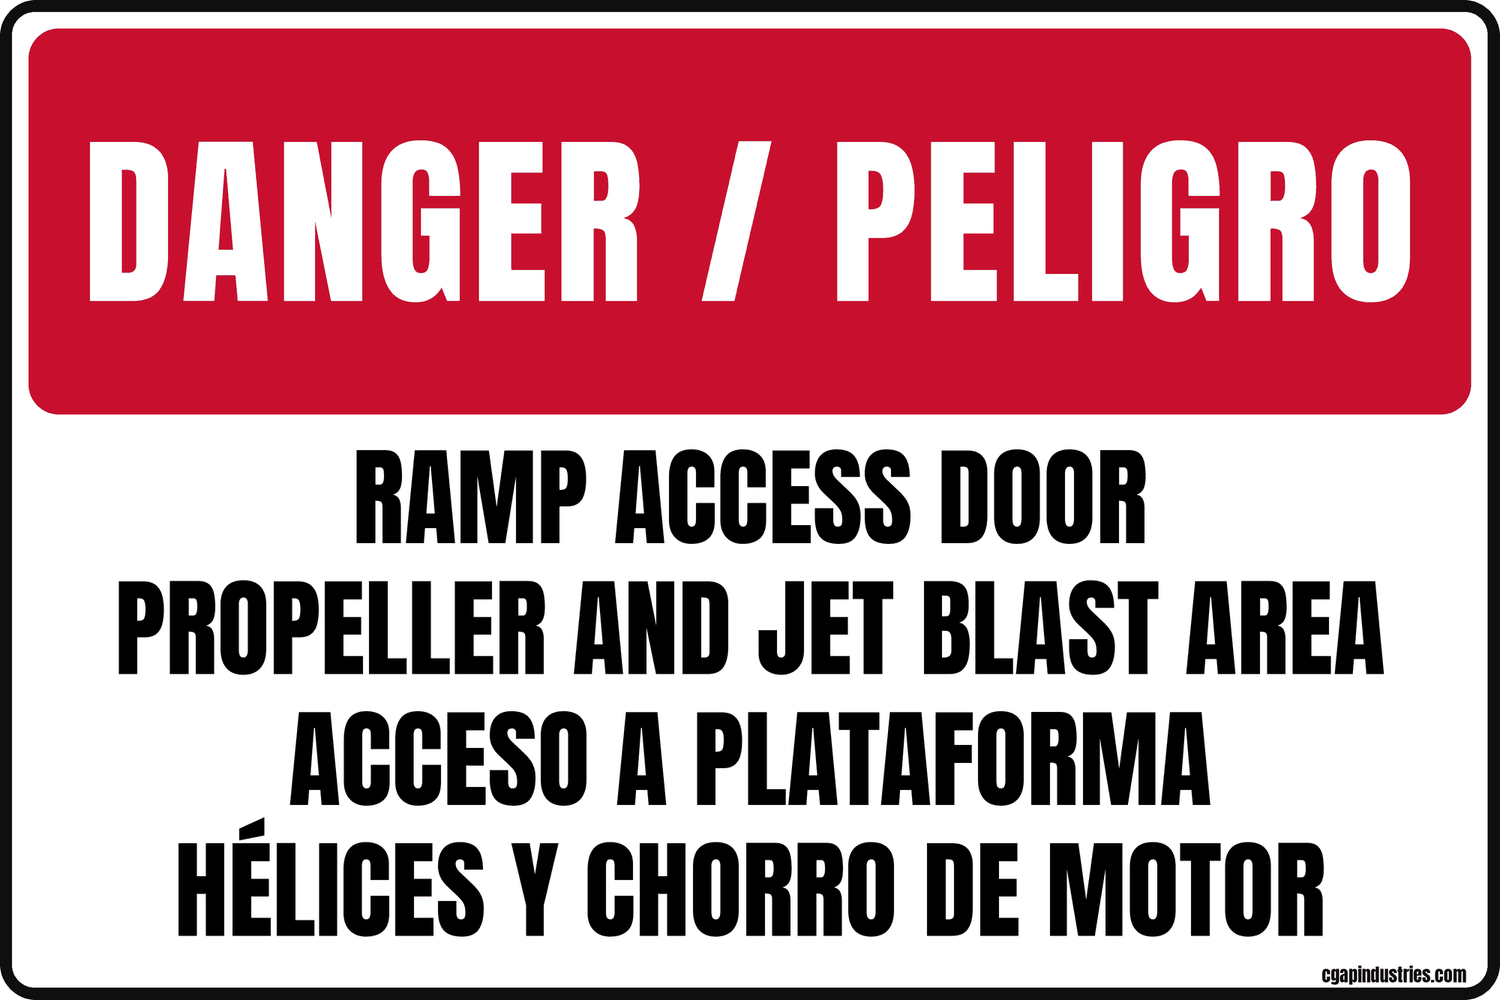 DANGER / PELIGRO
RAMP ACCESS DOOR
PROPELLER AND JET BLAST AREA
ACCESO A PLATAFORMA
HÉLICES Y CHORRO DE MOTOR
cgapindustries.com